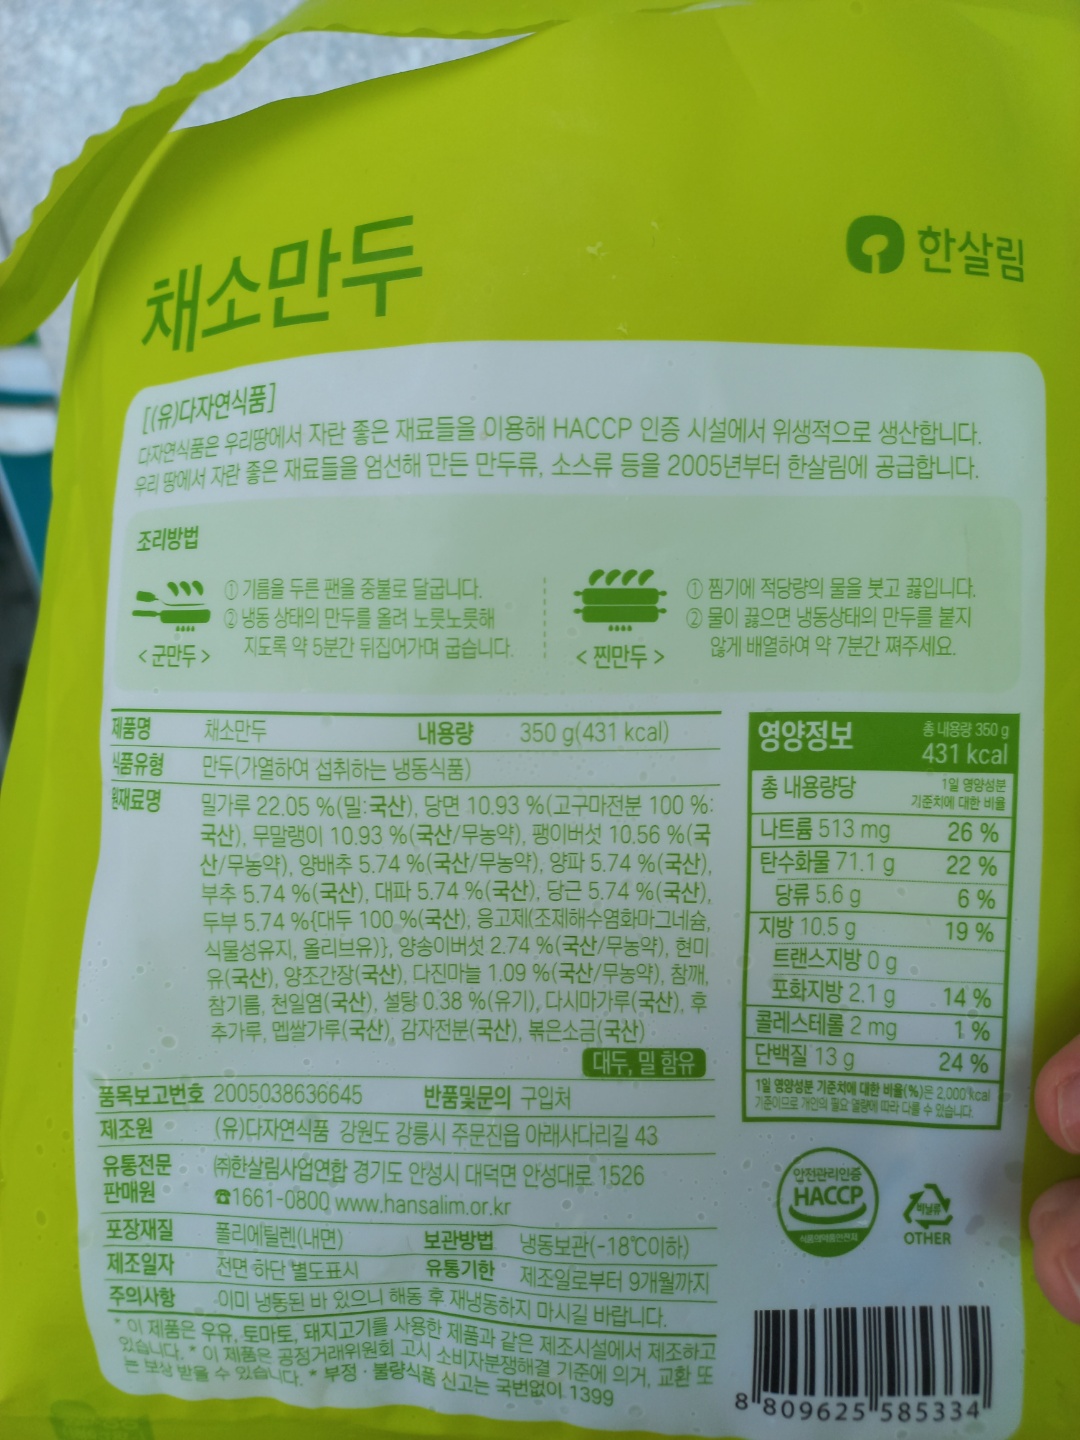 채소만두
한살림
[(유)다자연식품]
다자연식품은 우리땅에서 자란 좋은 재료들을 이용해 HACCP 인증 시설에서 위생적으로 생산합니다.
우리 땅에서 자란 좋은 재료들을 엄선해 만든 만두류, 소스류 등을 2005년부터 한살림에 공급합니다.
조리방법
① 기름을 두른 팬을 중불로 달굽니다.
② 냉동 상태의 만두를 올려 노릇노릇해
지도록 약 5분간 뒤집어가며 굽습니다.
<군만두>
① 찜기에 적당량의 물을 붓고 끓입니다.
② 물이 끓으면 냉동상태의 만두를 붙지
않게 배열하여 약 7분간 쪄주세요.
<찐만두>
제품명 채소만두 내용량 350 g(431 kcal)
식품유형 만두(가열하여 섭취하는 냉동식품)
원재료명 밀가루 22.05 %(밀:국산), 당면 10.93 %(고구마전분 100 %:
국산), 무말랭이 10.93 %(국산/무농약), 팽이버섯 10.56 %(국
산/무농약), 양배추 5.74 %(국산/무농약), 양파 5.74 %(국산),
부추 5.74 %(국산), 대파 5.74 %(국산), 당근 5.74 %(국산),
두부 5.74 %{대두 100 %(국산), 응고제(조제해수염화마그네슘,
식물성유지, 올리브유)}, 양송이버섯 2.74 %(국산/무농약), 현미
유(국산), 양조간장(국산), 다진마늘 1.09 %(국산/무농약), 참깨,
참기름, 천일염(국산), 설탕 0.38 %(유기), 다시마가루(국산), 후
추가루, 멥쌀가루(국산), 감자전분(국산), 볶은소금(국산)
대두, 밀 함유
품목보고번호 2005038636645 반품및문의 구입처
제조원 (유)다자연식품 강원도 강릉시 주문진읍 아래사다리길 43
유통전문 ㈜한살림사업연합 경기도 안성시 대덕면 안성대로 1526
판매원 ☎1661-0800 www.hansalim.or.kr
포장재질 폴리에틸렌(내면) 보관방법 냉동보관(-18℃이하)
제조일자 전면 하단 별도표시 유통기한 제조일로부터 9개월까지
주의사항 이미 냉동된 바 있으니 해동 후 재냉동하지 마시길 바랍니다.
* 이 제품은 우유, 토마토, 돼지고기를 사용한 제품과 같은 제조시설에서 제조하고
있습니다. * 이 제품은 공정거래위원회 고시 소비자분쟁해결 기준에 의거, 교환 또
는 보상 받을 수 있습니다. * 부정·불량식품 신고는 국번없이 1399
영양정보 총 내용량 350 g
431 kcal
총 내용량당 1일 영양성분
기준치에 대한 비율
나트륨 513 mg 26 %
탄수화물 71.1 g 22 %
당류 5.6 g 6 %
지방 10.5 g 19 %
트랜스지방 0 g
포화지방 2.1 g 14 %
콜레스테롤 2 mg 1 %
단백질 13 g 24 %
1일 영양성분 기준치에 대한 비율(%)은 2,000 kcal
기준이므로 개인의 필요 열량에 따라 다를 수 있습니다.
안전관리인증
HACCP
식품의약품안전처
비닐류
OTHER
8 809625 585334